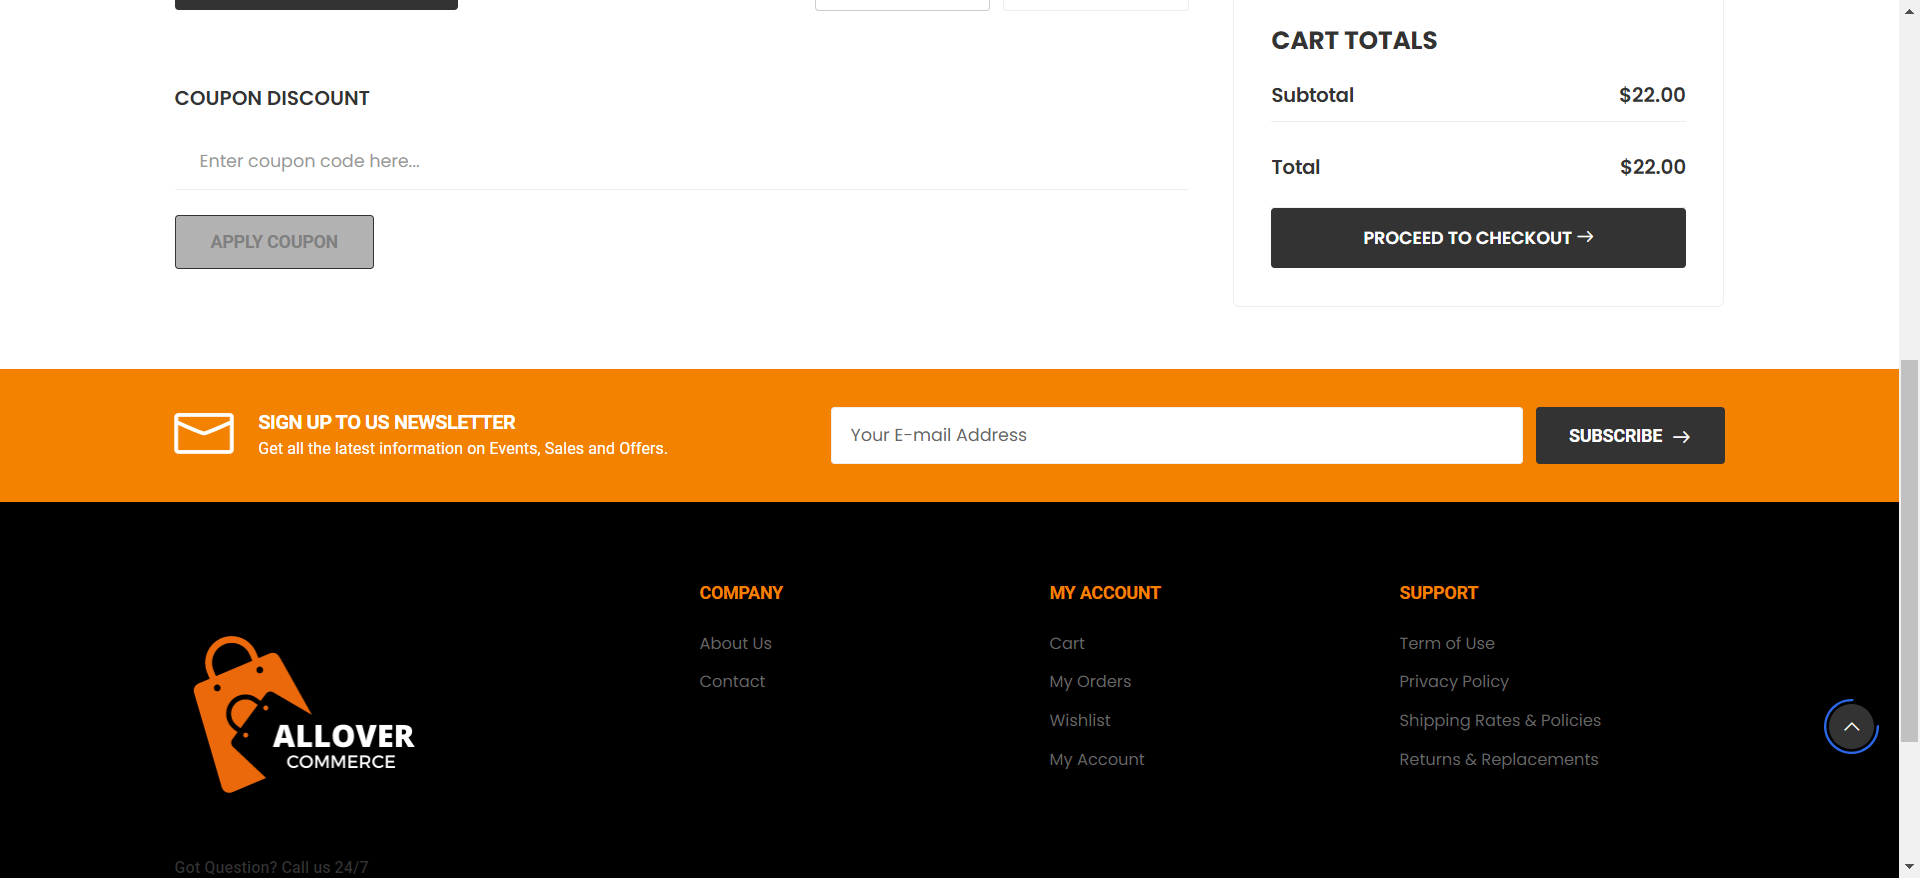 COUPON DISCOUNT
Enter coupon code here...
APPLY COUPON
CART TOTALS
Subtotal $22.00
Total $22.00
PROCEED TO CHECKOUT →
SIGN UP TO US NEWSLETTER
Get all the latest information on Events, Sales and Offers.
Your E-mail Address
SUBSCRIBE →
ALLOVER
COMMERCE
COMPANY
About Us
Contact
MY ACCOUNT
Cart
My Orders
Wishlist
My Account
SUPPORT
Term of Use
Privacy Policy
Shipping Rates & Policies
Returns & Replacements
Got Question? Call us 24/7